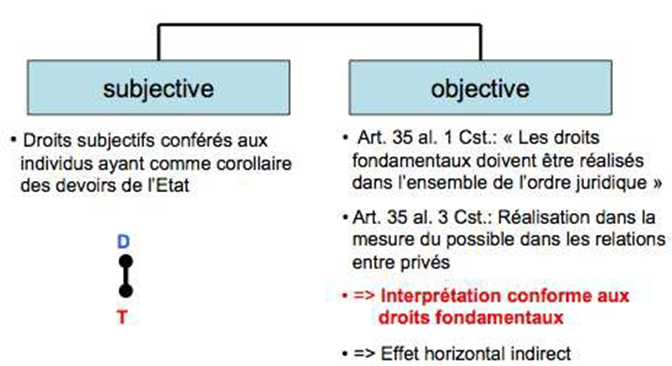 subjective
objective
• Droits subjectifs conférés aux
individus ayant comme corollaire
des devoirs de l'Etat
D
T
• Art. 35 al. 1 Cst.: « Les droits
fondamentaux doivent être réalisés
dans l'ensemble de l'ordre juridique »
• Art. 35 al. 3 Cst.: Réalisation dans la
mesure du possible dans les relations
entre privés
• => Interprétation conforme aux
droits fondamentaux
• => Effet horizontal indirect